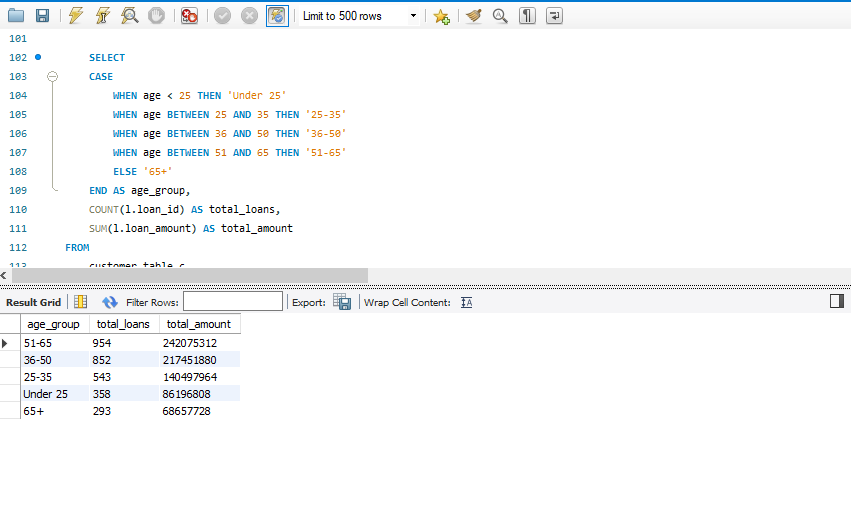 Limit to 500 rows
101
102 SELECT
103 CASE
104 WHEN age < 25 THEN 'Under 25'
105 WHEN age BETWEEN 25 AND 35 THEN '25-35'
106 WHEN age BETWEEN 36 AND 50 THEN '36-50'
107 WHEN age BETWEEN 51 AND 65 THEN '51-65'
108 ELSE '65+'
109 END AS age_group,
110 COUNT(l.loan_id) AS total_loans,
111 SUM(l.loan_amount) AS total_amount
112 FROM
113 customer_table c
Result Grid Filter Rows: Export: Wrap Cell Content: IA
age_group total_loans total_amount
51-65 954 242075312
36-50 852 217451880
25-35 543 140497964
Under 25 358 86196808
65+ 293 68657728